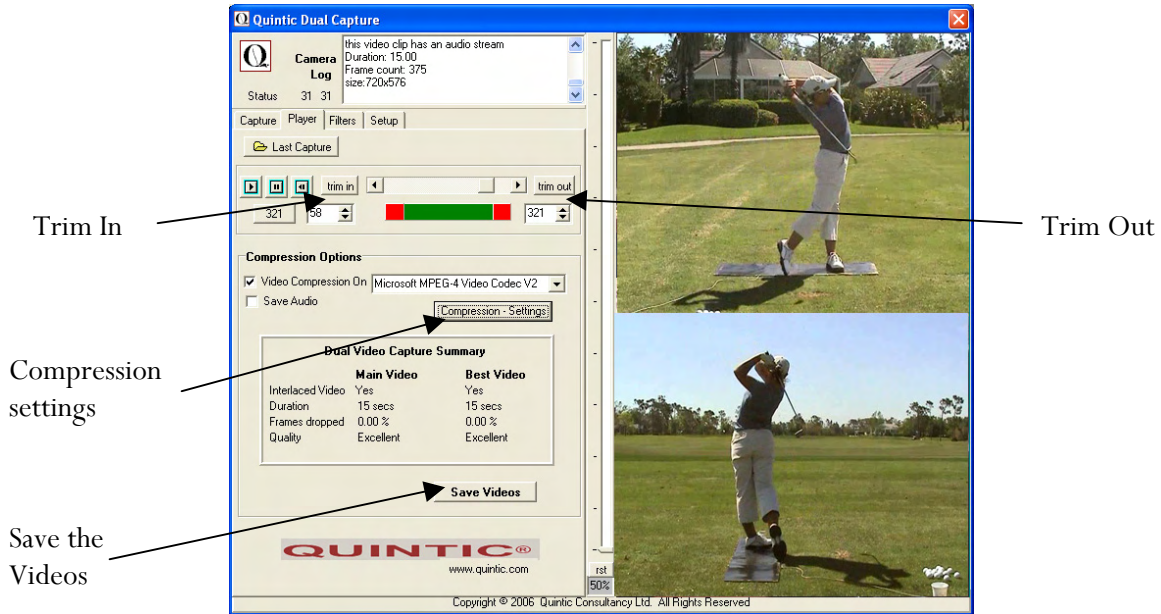 Quintic Dual Capture
Camera Log
this video clip has an audio stream
Duration: 15.00
Frame count: 375
size:720x576
Status 31 31
Capture Player Filters Setup
Last Capture
trim in trim out
321 58 321
Trim In
Trim Out
Compression Options
Video Compression On Microsoft MPEG-4 Video Codec V2
Save Audio
Compression - Settings
Compression settings
Dual Video Capture Summary
Main Video Best Video
Interlaced Video Yes Yes
Duration 15 secs 15 secs
Frames dropped 0.00 % 0.00 %
Quality Excellent Excellent
Save Videos
Save the Videos
QUINTIC®
www.quintic.com
rst
50%
Copyright © 2006 Quintic Consultancy Ltd. All Rights Reserved